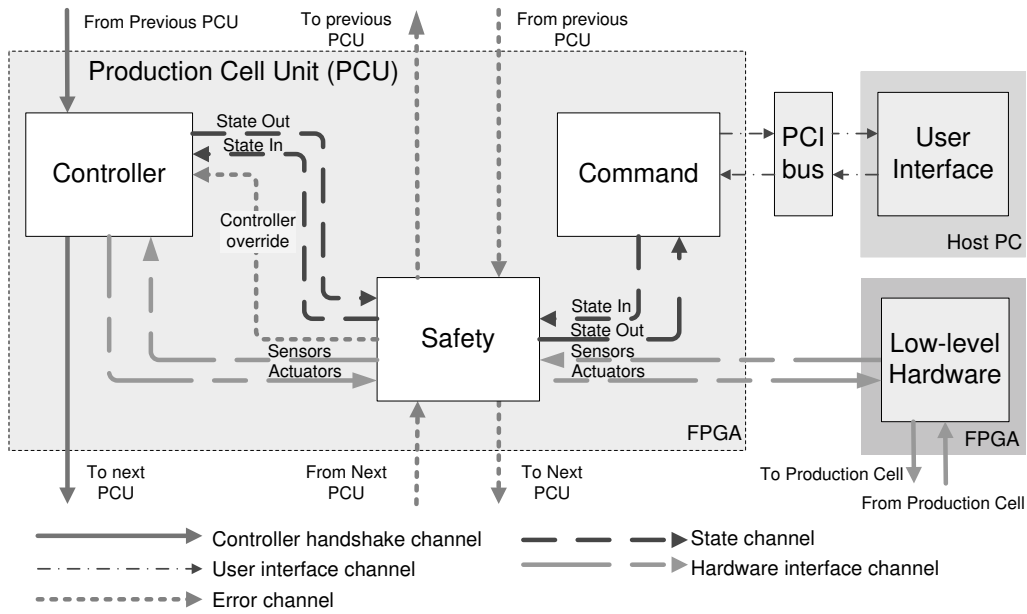 From Previous PCU
To previous
PCU
From previous
PCU
Production Cell Unit (PCU)
Controller
State Out
State In
Controller
override
Command
PCI
bus
User
Interface
Host PC
Safety
State In
State Out
Sensors
Actuators
Sensors
Actuators
Low-level
Hardware
FPGA
FPGA
To next
PCU
From Next
PCU
To Next
PCU
To Production Cell
From Production Cell
Controller handshake channel
State channel
User interface channel
Hardware interface channel
Error channel